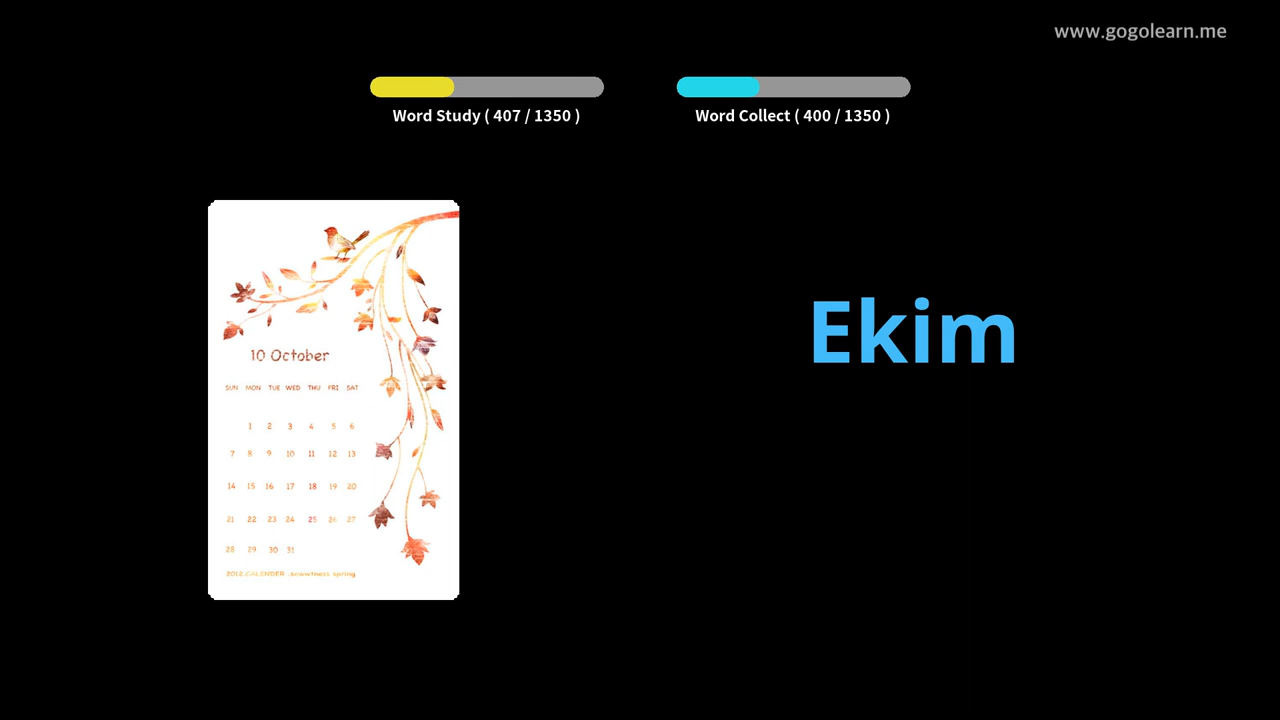 www.gogolearn.me
Word Study ( 407 / 1350 )
Word Collect ( 400 / 1350 )
Ekim
10 October
SUN MON TUE WED THU FRI SAT
1 2 3 4 5 6
7 8 9 10 11 12 13
14 15 16 17 18 19 20
21 22 23 24 25 26 27
28 29 30 31
2012.CALENDER